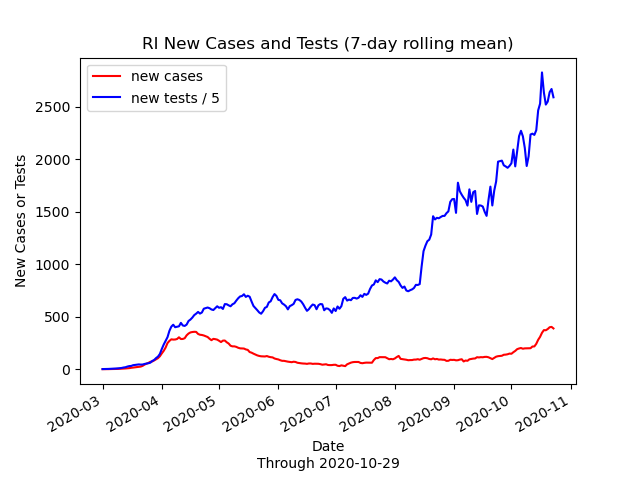 RI New Cases and Tests (7-day rolling mean)
new cases
new tests / 5
New Cases or Tests
2500
2000
1500
1000
500
0
2020-03
2020-04
2020-05
2020-06
2020-07
2020-08
2020-09
2020-10
2020-11
Date
Through 2020-10-29